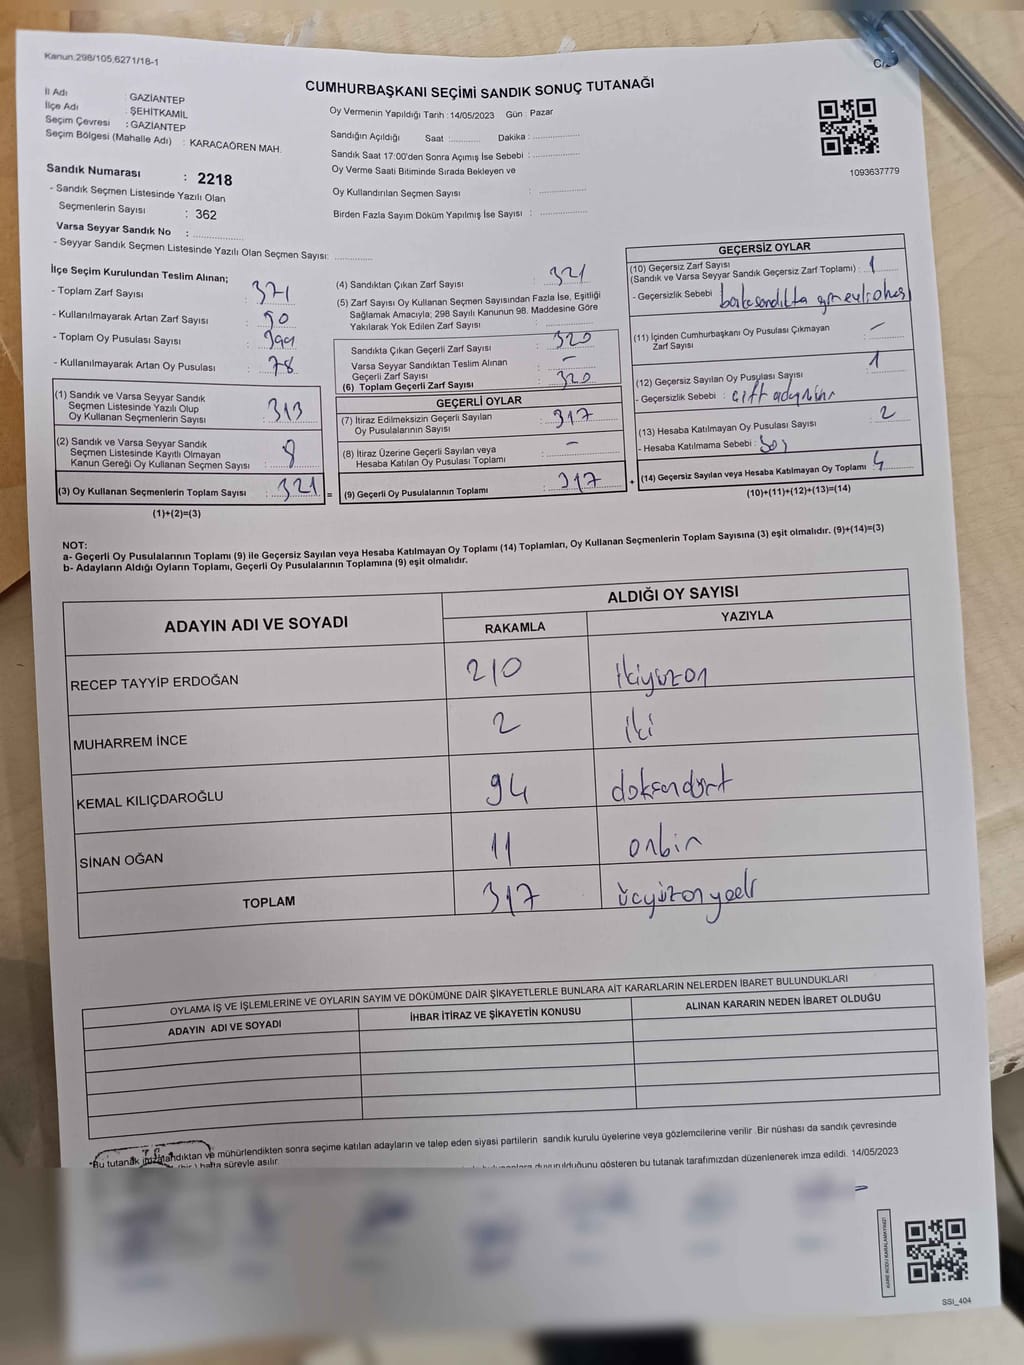 Kanun:298/105,6271/18-1
CUMHURBAŞKANI SEÇİMİ SANDIK SONUÇ TUTANAĞI
İl Adı : GAZİANTEP
İlçe Adı : ŞEHİTKAMİL
Seçim Çevresi : GAZİANTEP
Seçim Bölgesi (Mahalle Adı) : KARACAÖREN MAH.
Sandık Numarası : 2218
- Sandık Seçmen Listesinde Yazılı Olan
Seçmenlerin Sayısı : 362
Varsa Seyyar Sandık No :
- Seyyar Sandık Seçmen Listesinde Yazılı Olan Seçmen Sayısı:
Oy Vermenin Yapıldığı Tarih : 14/05/2023 Gün : Pazar
Sandığın Açıldığı Saat: Dakika :
Sandık Saat 17:00'den Sonra Açımış İse Sebebi :
Oy Verme Saati Bitiminde Sırada Bekleyen ve
Oy Kullandırılan Seçmen Sayısı :
Birden Fazla Sayım Döküm Yapılmış İse Sayısı :
1093637779
İlçe Seçim Kurulundan Teslim Alınan;
- Toplam Zarf Sayısı : 371
- Kullanılmayarak Artan Zarf Sayısı : 50
- Toplam Oy Pusulası Sayısı : 399
- Kullanılmayarak Artan Oy Pusulası : 78
(1) Sandık ve Varsa Seyyar Sandık
Seçmen Listesinde Yazılı Olup
Oy Kullanan Seçmenlerin Sayısı : 313
(2) Sandık ve Varsa Seyyar Sandık
Seçmen Listesinde Kayıtlı Olmayan
Kanun Gereği Oy Kullanan Seçmen Sayısı : 8
(3) Oy Kullanan Seçmenlerin Toplam Sayısı : 321
(1)+(2)=(3)
(4) Sandıktan Çıkan Zarf Sayısı : 321
(5) Zarf Sayısı Oy Kullanan Seçmen Sayısından Fazla İse, Eşitliği
Sağlamak Amacıyla; 298 Sayılı Kanunun 98. Maddesine Göre
Yakılarak Yok Edilen Zarf Sayısı :
Sandıkta Çıkan Geçerli Zarf Sayısı : 320
Varsa Seyyar Sandıktan Teslim Alınan
Geçerli Zarf Sayısı : –
(6) Toplam Geçerli Zarf Sayısı : 320
GEÇERLİ OYLAR
(7) İtiraz Edilmeksizin Geçerli Sayılan
Oy Pusulalarının Sayısı : 317
(8) İtiraz Üzerine Geçerli Sayılan veya
Hesaba Katılan Oy Pusulası Toplamı : –
= (9) Geçerli Oy Pusulalarının Toplamı : 317
GEÇERSİZ OYLAR
(10) Geçersiz Zarf Sayısı
(Sandık ve Varsa Seyyar Sandık Geçersiz Zarf Toplamı) : 1
- Geçersizlik Sebebi :
(11) İçinden Cumhurbaşkanı Oy Pusulası Çıkmayan
Zarf Sayısı : –
(12) Geçersiz Sayılan Oy Pusulası Sayısı : 1
- Geçersizlik Sebebi : çift
(13) Hesaba Katılmayan Oy Pusulası Sayısı : 2
- Hesaba Katılmama Sebebi : boş
+ (14) Geçersiz Sayılan veya Hesaba Katılmayan Oy Toplamı : 4
(10)+(11)+(12)+(13)=(14)
NOT:
a- Geçerli Oy Pusulalarının Toplamı (9) ile Geçersiz Sayılan veya Hesaba Katılmayan Oy Toplamı (14) Toplamları, Oy Kullanan Seçmenlerin Toplam Sayısına (3) eşit olmalıdır. (9)+(14)=(3)
b- Adayların Aldığı Oyların Toplamı, Geçerli Oy Pusulalarının Toplamına (9) eşit olmalıdır.
ADAYIN ADI VE SOYADI
ALDIĞI OY SAYISI
RAKAMLA YAZIYLA
RECEP TAYYİP ERDOĞAN 210 ikiyüzon
MUHARREM İNCE 2 iki
KEMAL KILIÇDAROĞLU 94 doksandört
SİNAN OĞAN 11 onbir
TOPLAM 317 üçyüzonyedi
OYLAMA İŞ VE İŞLEMLERİNE VE OYLARIN SAYIM VE DÖKÜMÜNE DAİR ŞİKAYETLERLE BUNLARA AİT KARARLARIN NELERDEN İBARET BULUNDUKLARI
ADAYIN ADI VE SOYADI İHBAR İTİRAZ VE ŞİKAYETİN KONUSU ALINAN KARARIN NEDEN İBARET OLDUĞU
*Bu tutanak imzalandıktan ve mühürlendikten sonra seçime katılan adayların ve talep eden siyasi partilerin sandık kurulu üyelerine veya gözlemcilerine verilir. Bir nüshası da sandık çevresinde
hafta süreyle asılır. duyurulduğunu gösteren bu tutanak tarafımızdan düzenlenerek imza edildi. 14/05/2023
KARE KODU KARALAMAYINIZ!
SSI_404